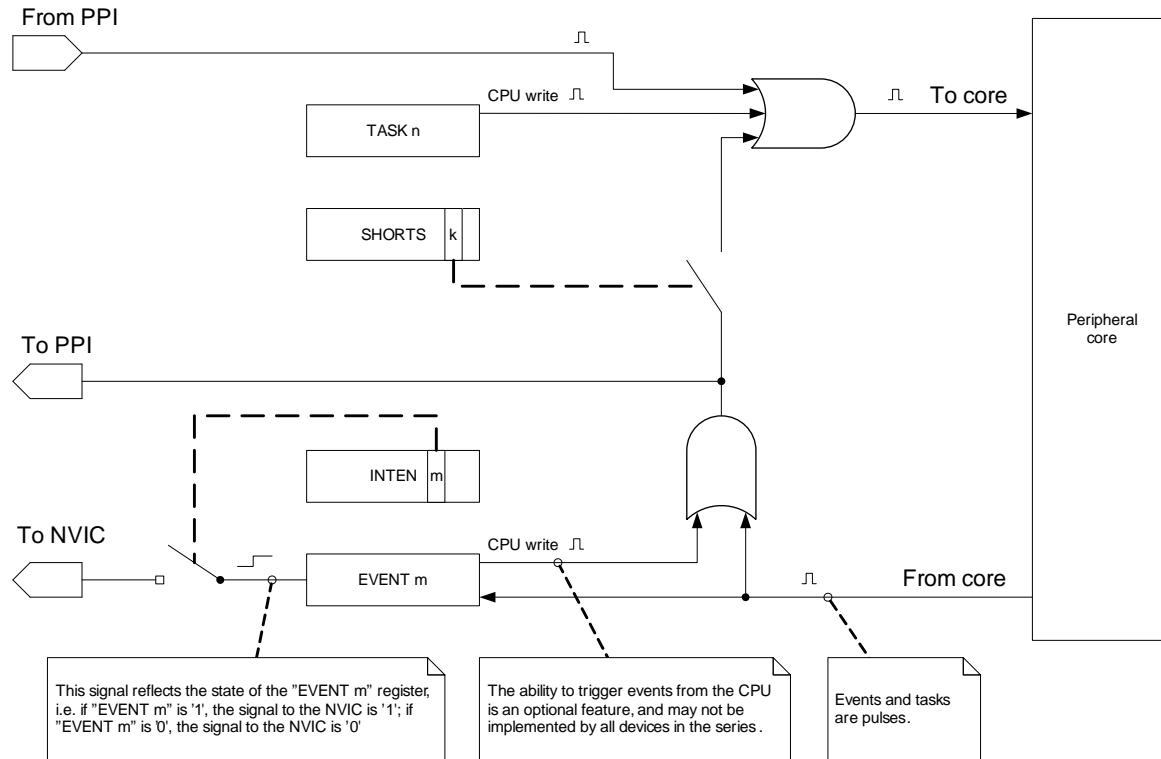 From PPI
CPU write
To core
TASK n
SHORTS
k
Peripheral
core
To PPI
INTEN
m
To NVIC
CPU write
EVENT m
From core
This signal reflects the state of the ”EVENT m” register,
i.e. if ”EVENT m” is '1', the signal to the NVIC is '1'; if
”EVENT m” is '0', the signal to the NVIC is '0'
The ability to trigger events from the CPU
is an optional feature, and may not be
implemented by all devices in the series.
Events and tasks
are pulses.